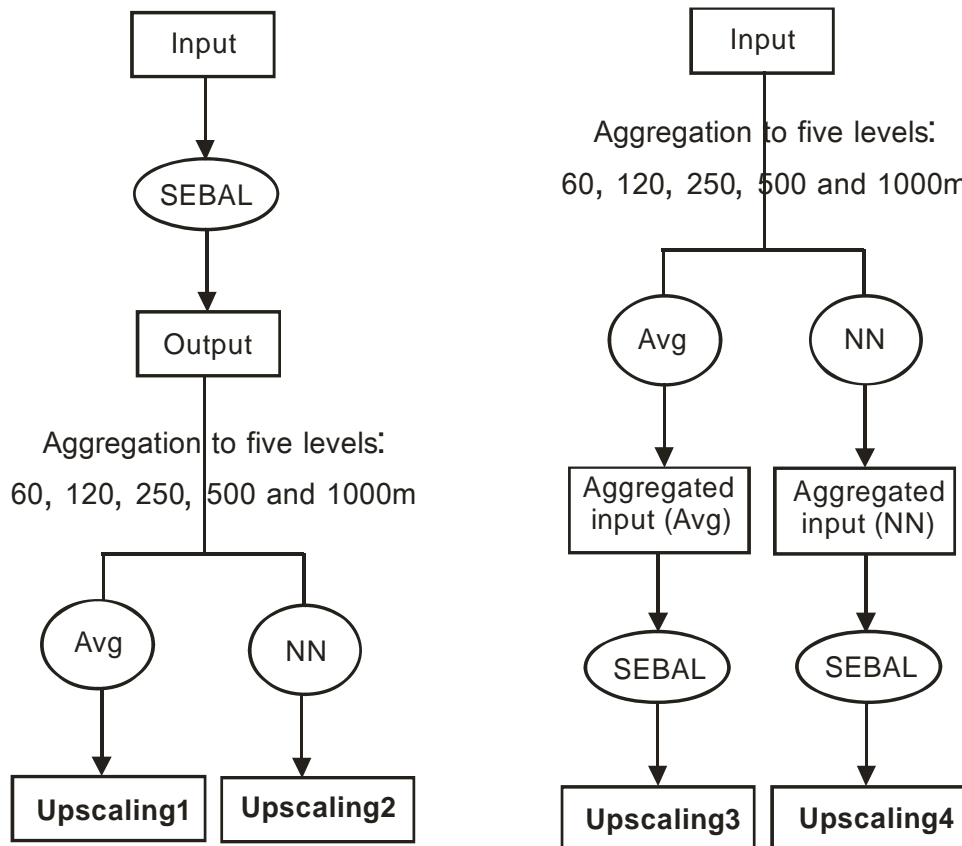 Input
SEBAL
Output
Aggregation to five levels:
60, 120, 250, 500 and 1000m
Avg
NN
Upscaling1
Upscaling2
Input
Aggregation to five levels:
60, 120, 250, 500 and 1000m
Avg
NN
Aggregated
input (Avg)
Aggregated
input (NN)
SEBAL
SEBAL
Upscaling3
Upscaling4